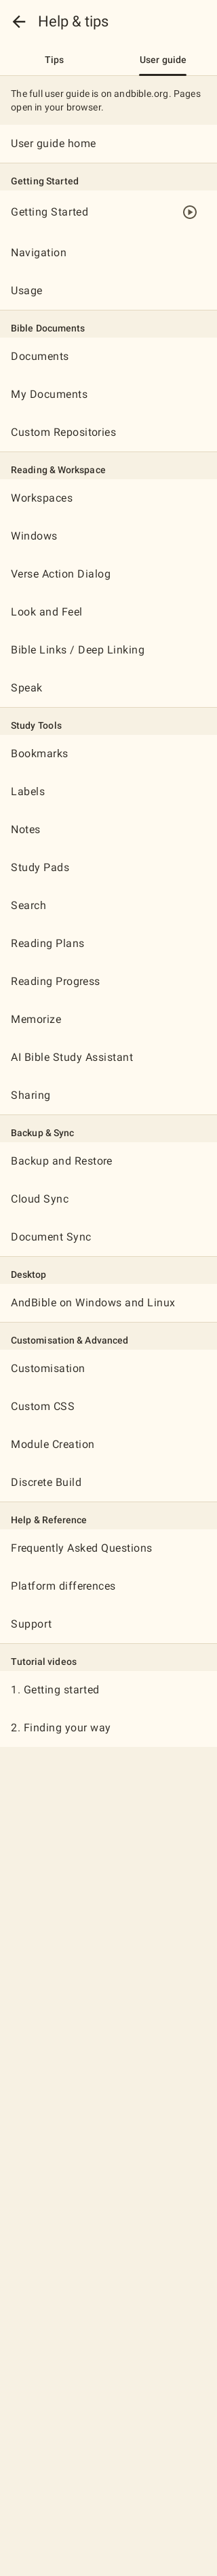 Help & tips
Tips
User guide
The full user guide is on andbible.org. Pages
open in your browser.
User guide home
Getting Started
Getting Started
Navigation
Usage
Bible Documents
Documents
My Documents
Custom Repositories
Reading & Workspace
Workspaces
Windows
Verse Action Dialog
Look and Feel
Bible Links / Deep Linking
Speak
Study Tools
Bookmarks
Labels
Notes
Study Pads
Search
Reading Plans
Reading Progress
Memorize
AI Bible Study Assistant
Sharing
Backup & Sync
Backup and Restore
Cloud Sync
Document Sync
Desktop
AndBible on Windows and Linux
Customisation & Advanced
Customisation
Custom CSS
Module Creation
Discrete Build
Help & Reference
Frequently Asked Questions
Platform differences
Support
Tutorial videos
1. Getting started
2. Finding your way